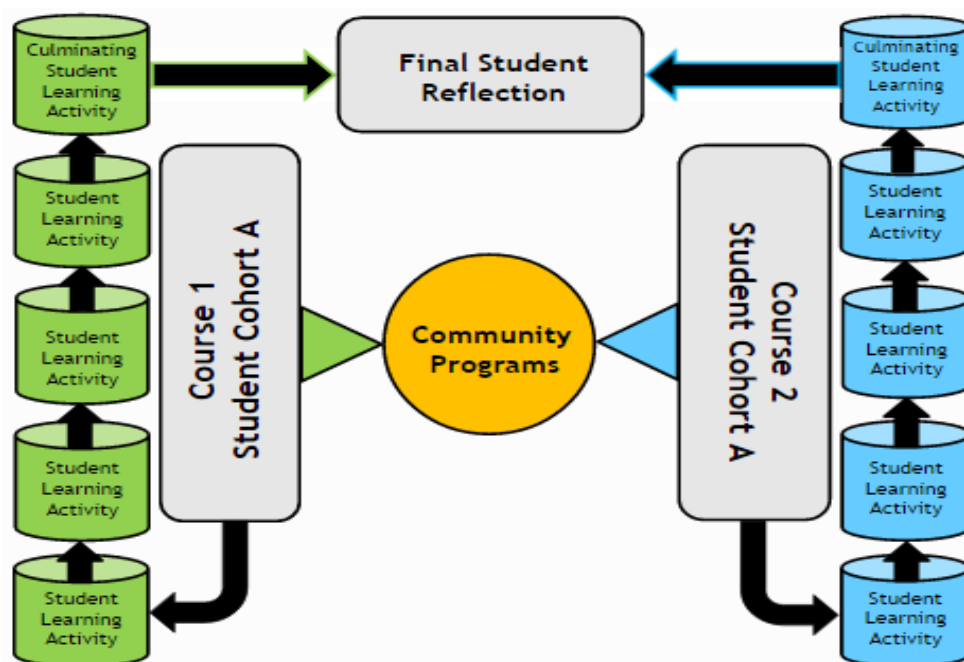 Culminating
Student
Learning
Activity
Final Student
Reflection
Culminating
Student
Learning
Activity
Student
Learning
Activity
Student
Learning
Activity
Student
Learning
Activity
Student
Learning
Activity
Course 1
Student Cohort A
Community
Programs
Course 2
Student Cohort A
Student
Learning
Activity
Student
Learning
Activity
Student
Learning
Activity
Student
Learning
Activity